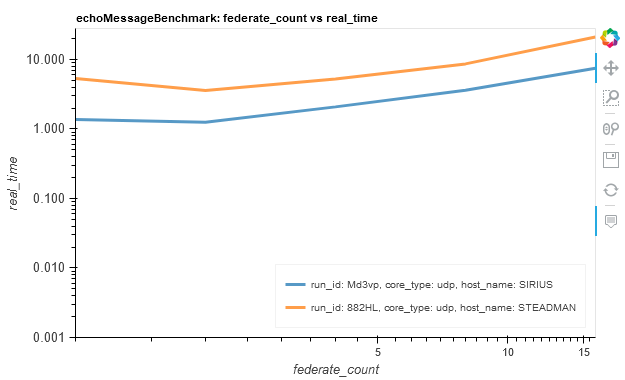 echoMessageBenchmark: federate_count vs real_time
10.000
1.000
0.100
0.010
0.001
real_time
run_id: Md3vp, core_type: udp, host_name: SIRIUS
run_id: 882HL, core_type: udp, host_name: STEADMAN
5
10
15
federate_count